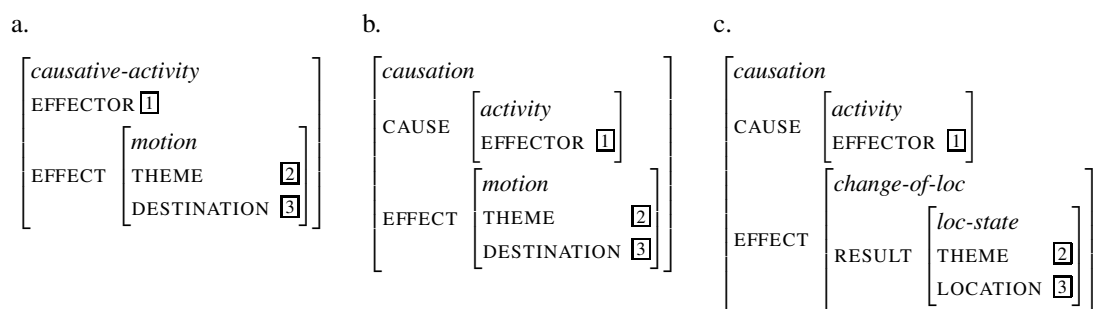 a.
causative-activity
EFFECTOR 1
EFFECT
motion
THEME 2
DESTINATION 3
b.
causation
CAUSE
activity
EFFECTOR 1
EFFECT
motion
THEME 2
DESTINATION 3
c.
causation
CAUSE
activity
EFFECTOR 1
EFFECT
change-of-loc
RESULT
loc-state
THEME 2
LOCATION 3